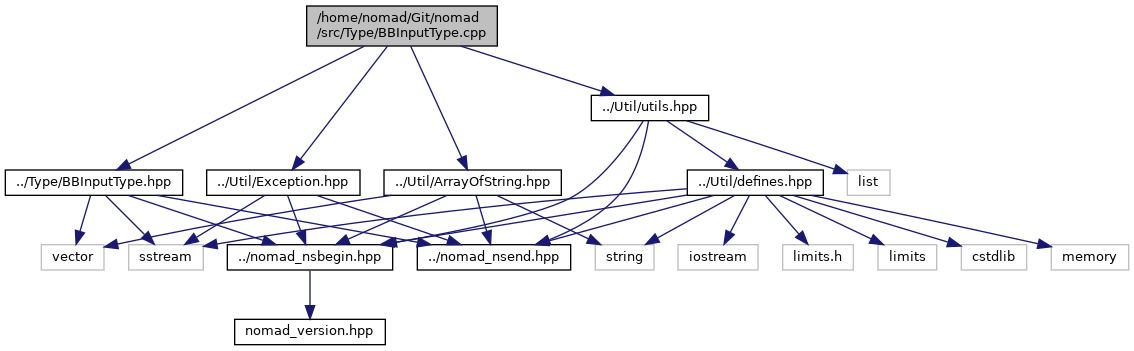 /home/nomad/Git/nomad
/src/Type/BBInputType.cpp
../Util/utils.hpp
../Type/BBInputType.hpp
../Util/Exception.hpp
../Util/ArrayOfString.hpp
../Util/defines.hpp
list
vector
sstream
../nomad_nsbegin.hpp
../nomad_nsend.hpp
string
iostream
limits.h
limits
cstdlib
memory
nomad_version.hpp